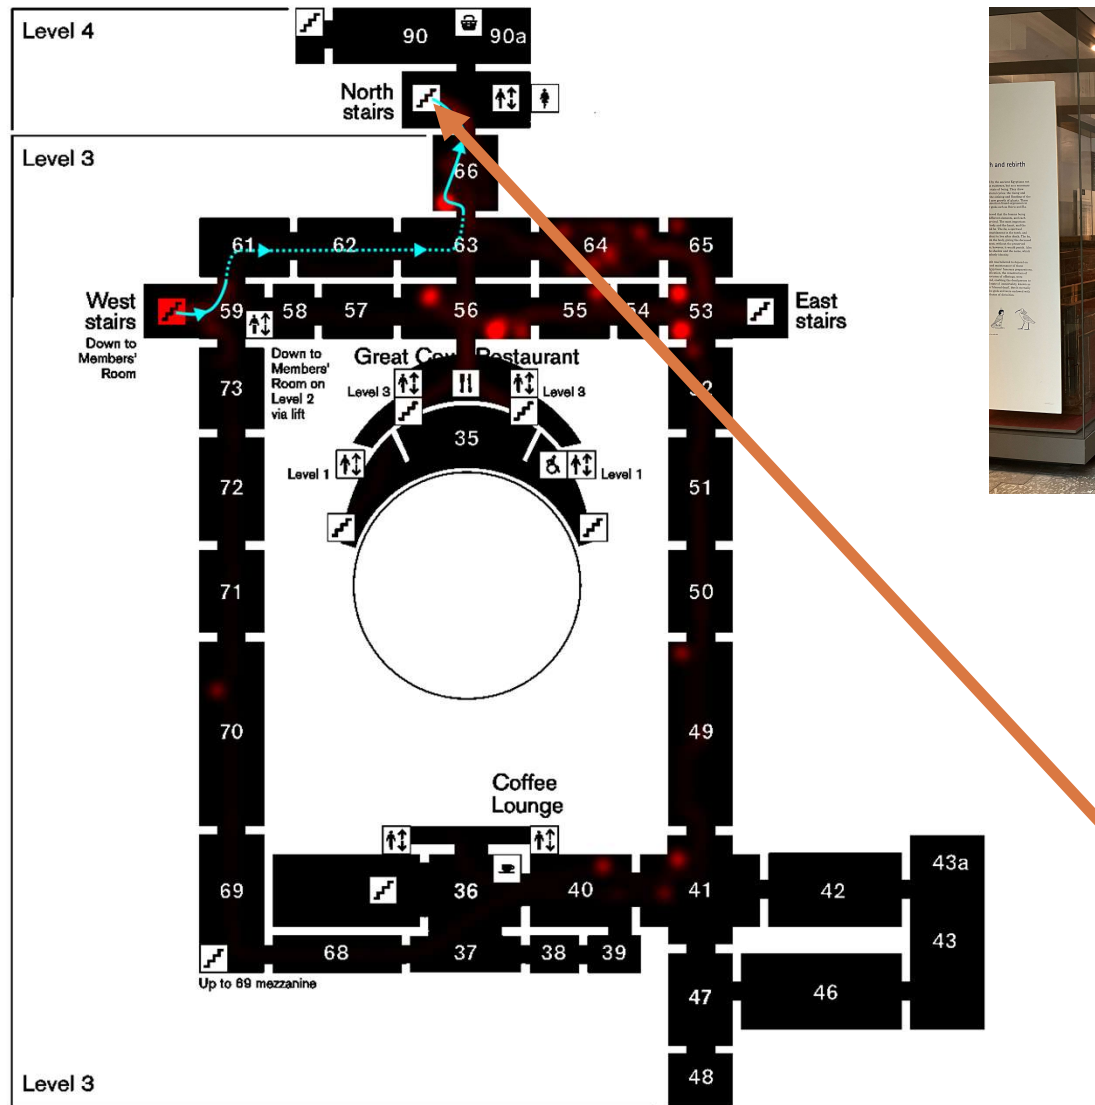 Level 4
90
90a
North
stairs
Level 3
66
61
62
63
64
65
West
stairs
Down to
Members'
Room
59
58
57
56
55
54
53
East
stairs
Down to
Members'
Room on
Level 2
via lift
Great Restaurant
73
Level 3
Level 3
35
Level 1
Level 1
72
51
71
50
70
49
Coffee
Lounge
69
36
40
41
42
43a
43
68
37
38
39
Up to 69 mezzanine
47
46
48
Level 3
and rebirth